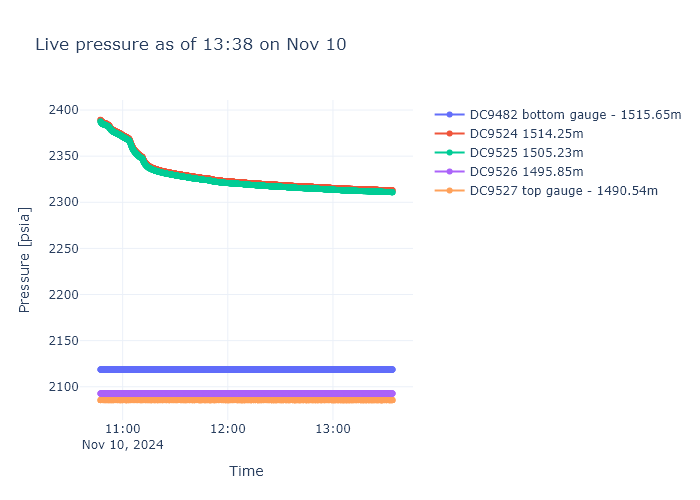 Live pressure as of 13:38 on Nov 10
2400
2350
2300
2250
2200
2150
2100
Pressure [psia]
11:00
Nov 10, 2024
12:00
13:00
Time
DC9482 bottom gauge - 1515.65m
DC9524 1514.25m
DC9525 1505.23m
DC9526 1495.85m
DC9527 top gauge - 1490.54m